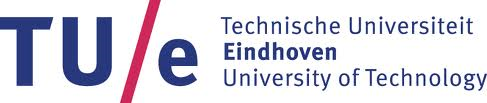 TU/e
Technische Universiteit
Eindhoven
University of Technology